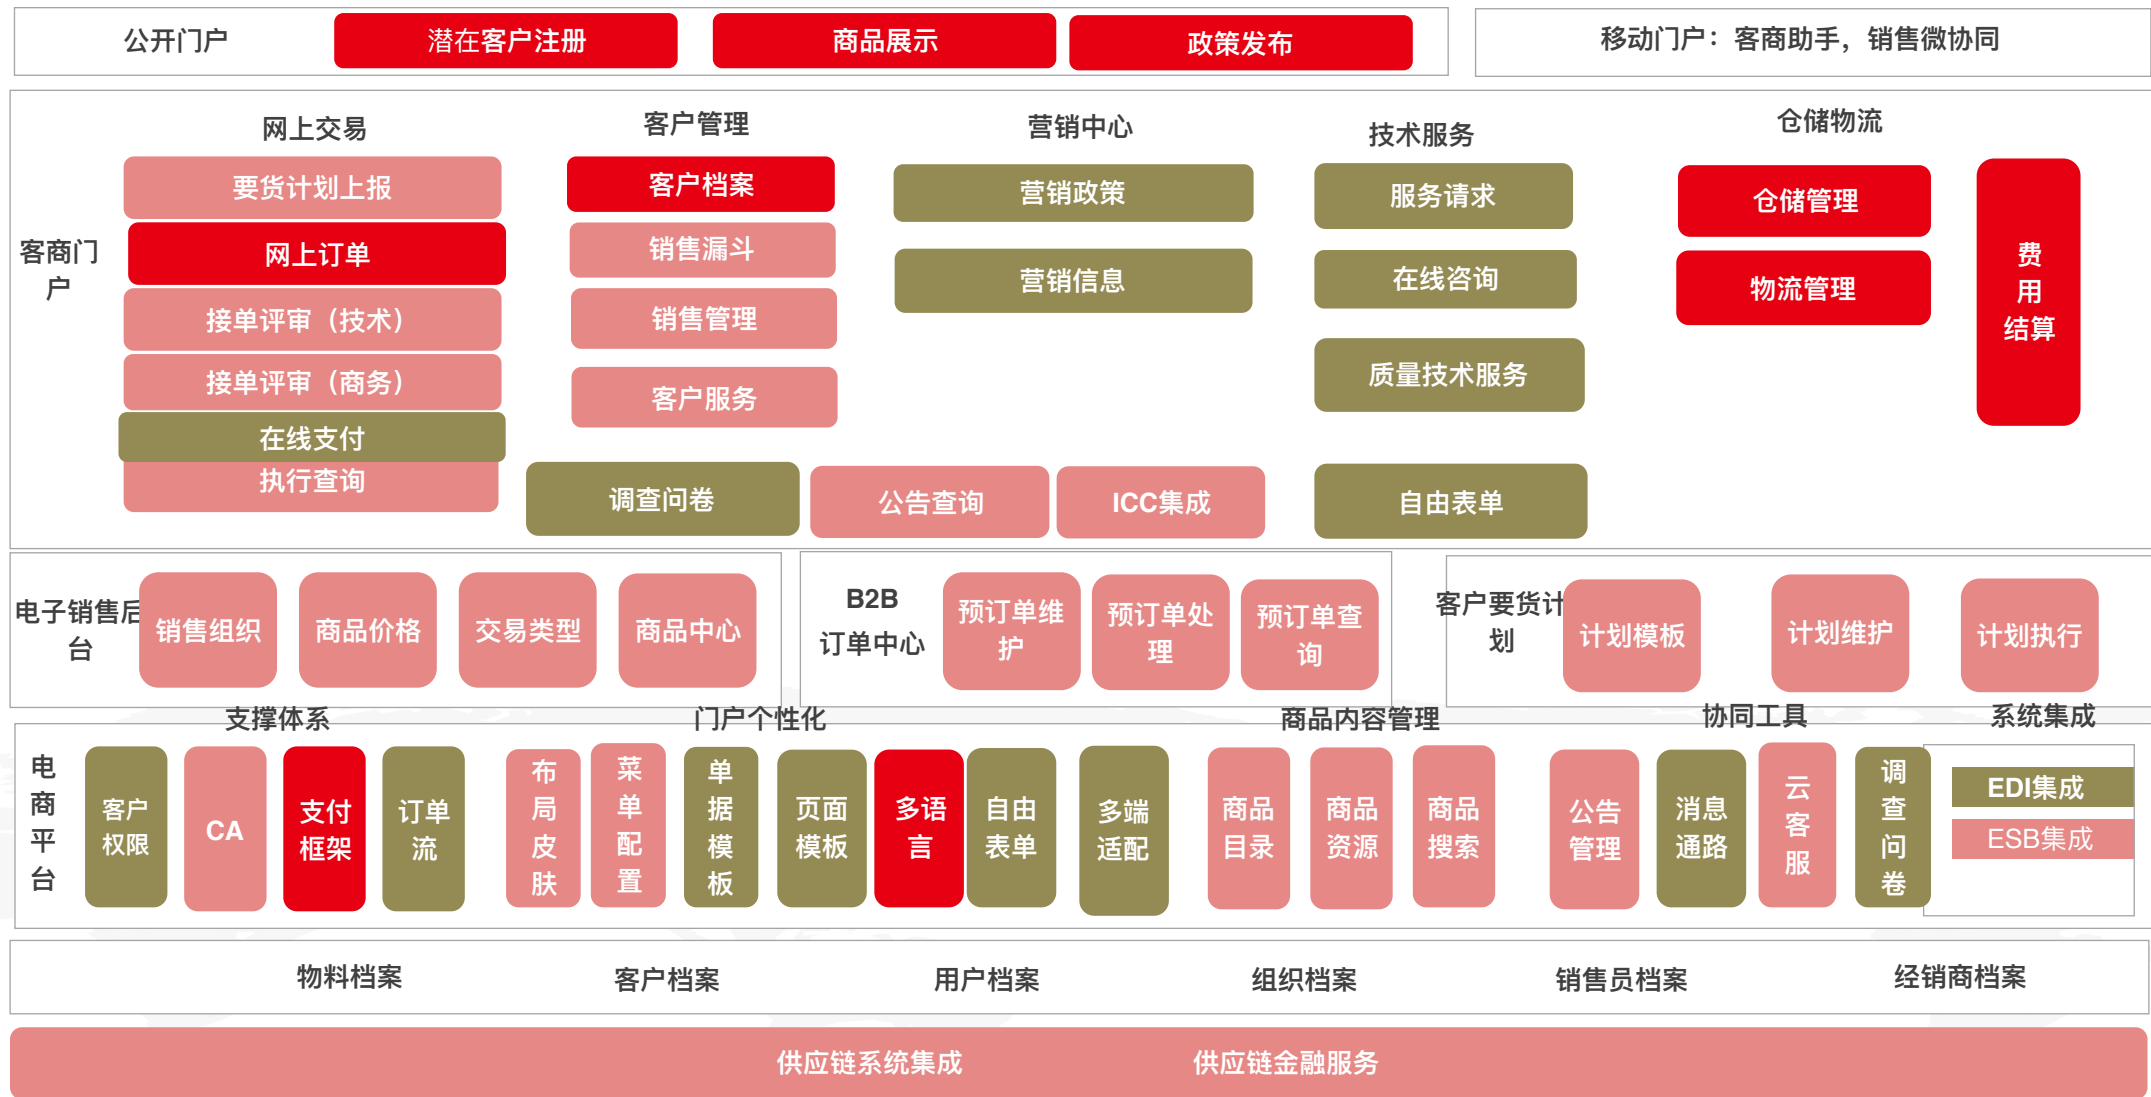 公开门户
潜在客户注册
商品展示
政策发布
移动门户：客商助手，销售微协同
客商门
户
网上交易
要货计划上报
网上订单
接单评审（技术）
接单评审（商务）
在线支付
执行查询
客户管理
客户档案
销售漏斗
销售管理
客户服务
营销中心
营销政策
营销信息
技术服务
服务请求
在线咨询
质量技术服务
仓储物流
仓储管理
物流管理
费
用
结算
调查问卷
公告查询
ICC集成
自由表单
电子销售后
台
销售组织
商品价格
交易类型
商品中心
B2B
订单中心
预订单维
护
预订单处
理
预订单查
询
客户要货计
划
计划模板
计划维护
计划执行
电
商
平
台
支撑体系
客户
权限
CA
支付
框架
订单
流
门户个性化
布
局
皮
肤
菜
单
配
置
单
据
模
板
页面
模板
多语
言
自由
表单
多端
适配
商品内容管理
商品
目录
商品
资源
商品
搜索
协同工具
公告
管理
消息
通路
云
客
服
调
查
问
卷
系统集成
EDI集成
ESB集成
物料档案
客户档案
用户档案
组织档案
销售员档案
经销商档案
供应链系统集成
供应链金融服务